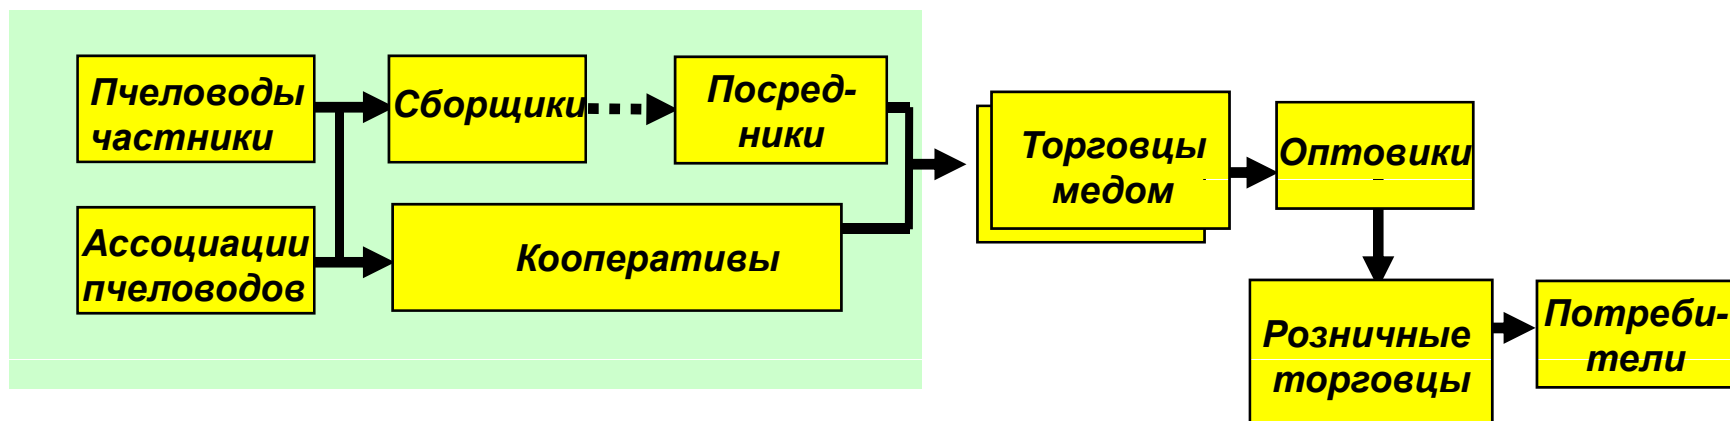 Пчеловоды
частники
Сборщики
Посред-
ники
Ассоциации
пчеловодов
Кооперативы
Торговцы
медом
Оптовики
Розничные
торговцы
Потреби-
тели